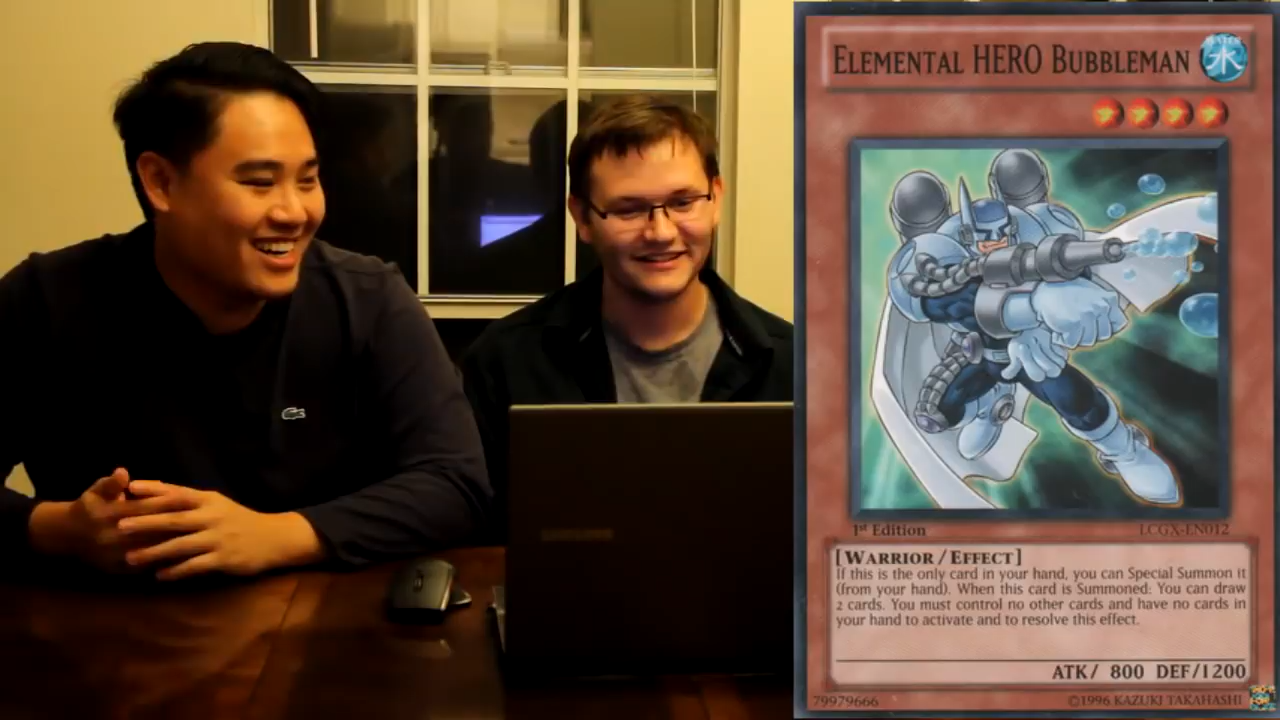 ELEMENTAL HERO BUBBLEMAN
水
1st Edition
LCGX-EN012
[WARRIOR/EFFECT]
If this is the only card in your hand, you can Special Summon it
(from your hand). When this card is Summoned: You can draw
2 cards. You must control no other cards and have no cards in
your hand to activate and to resolve this effect.
ATK/ 800 DEF/1200
79979666
©1996 KAZUKI TAKAHASHI